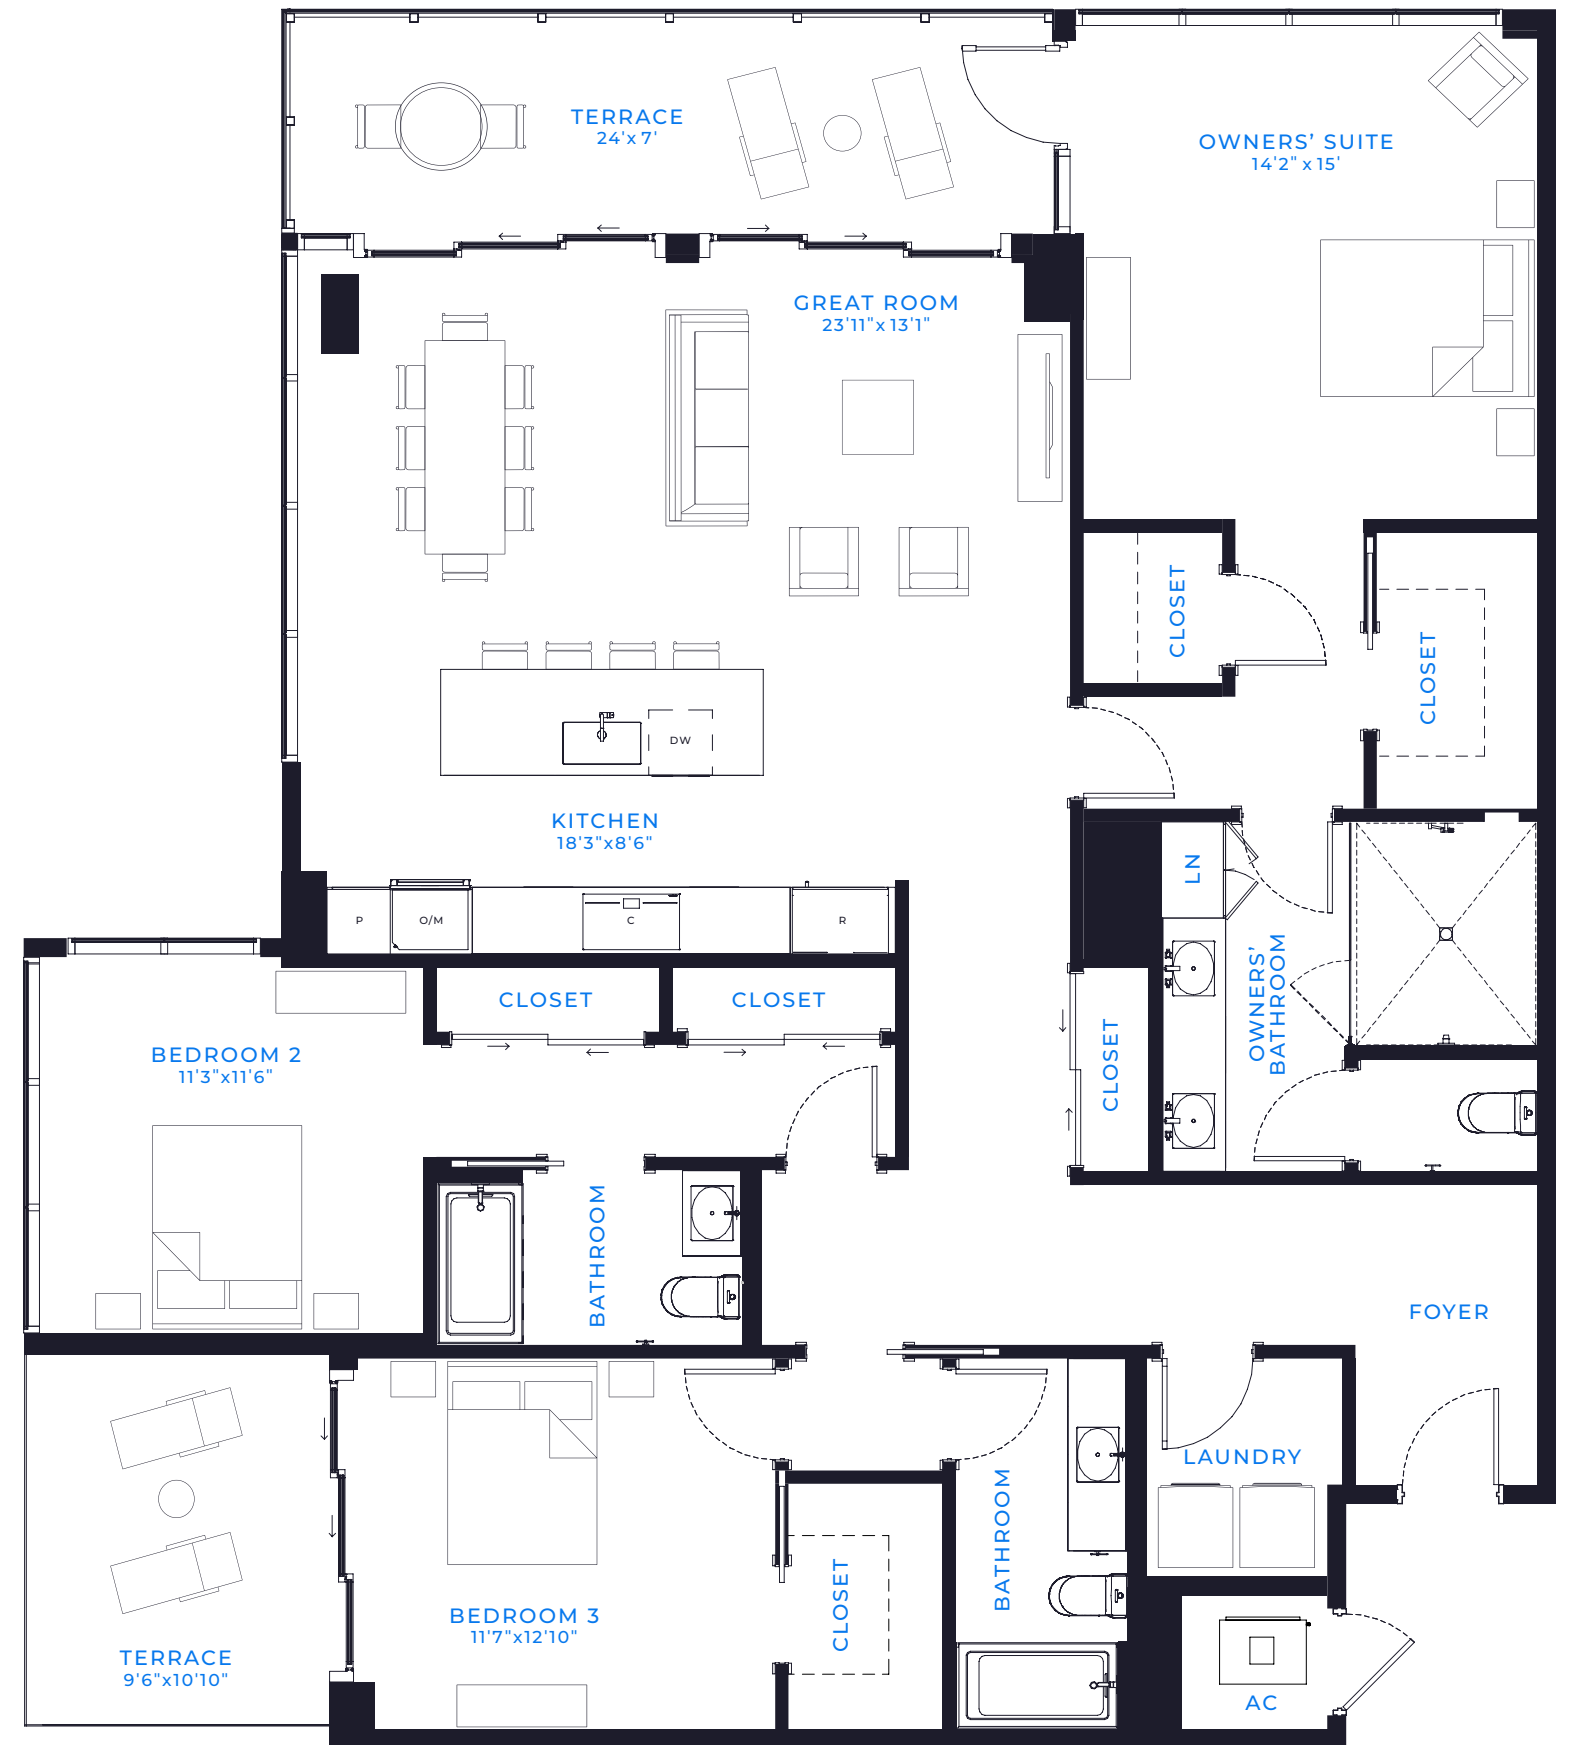 TERRACE
24'x 7'
OWNERS’ SUITE
14'2" x 15'
GREAT ROOM
23'11"x 13'1"
CLOSET
CLOSET
DW
KITCHEN
18'3"x8'6"
LN
P
O/M
C
R
OWNERS’
BATHROOM
CLOSET
CLOSET
CLOSET
BEDROOM 2
11'3"x11'6"
BATHROOM
FOYER
LAUNDRY
BATHROOM
CLOSET
BEDROOM 3
11'7"x12'10"
TERRACE
9'6"x10'10"
AC